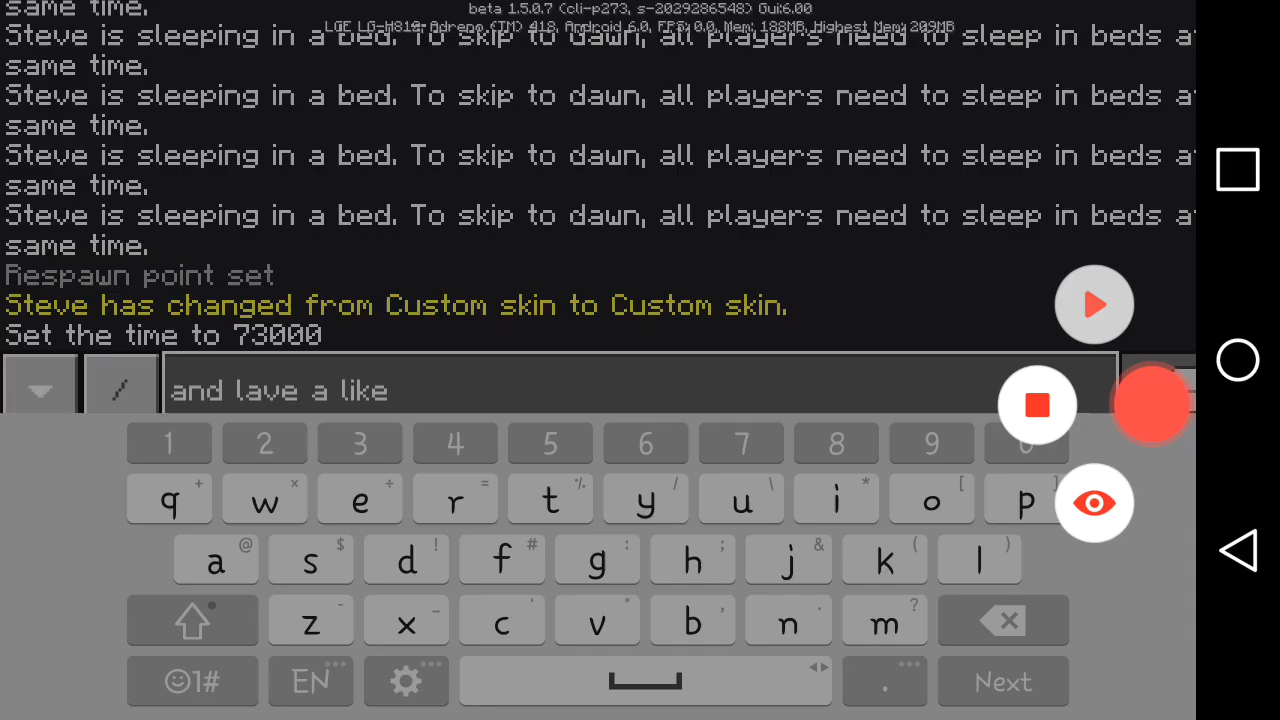 beta 1.5.0.7 (cli-p273, s-2029286548) Gui:6.00
same time.
LGE LG-H812, Adreno (TM) 418, Android 6.0, FPS: 0.0, Mem: 188MB, Highest Mem: 209MB
Steve is sleeping in a bed. To skip to dawn, all players need to sleep in beds at
same time.
Steve is sleeping in a bed. To skip to dawn, all players need to sleep in beds at
same time.
Steve is sleeping in a bed. To skip to dawn, all players need to sleep in beds at
same time.
Steve is sleeping in a bed. To skip to dawn, all players need to sleep in beds at
same time.
Respawn point set
Steve has changed from Custom skin to Custom skin.
Set the time to 73000
/ and lave a like
1 2 3 4 5 6 7 8 9 0
q + w × e ÷ r = t % y / u \ i * o [ p ]
a @ s $ d ! f # g : h ; j & k ( l )
z - x _ c ' v " b , n . m ?
☺1# EN . Next